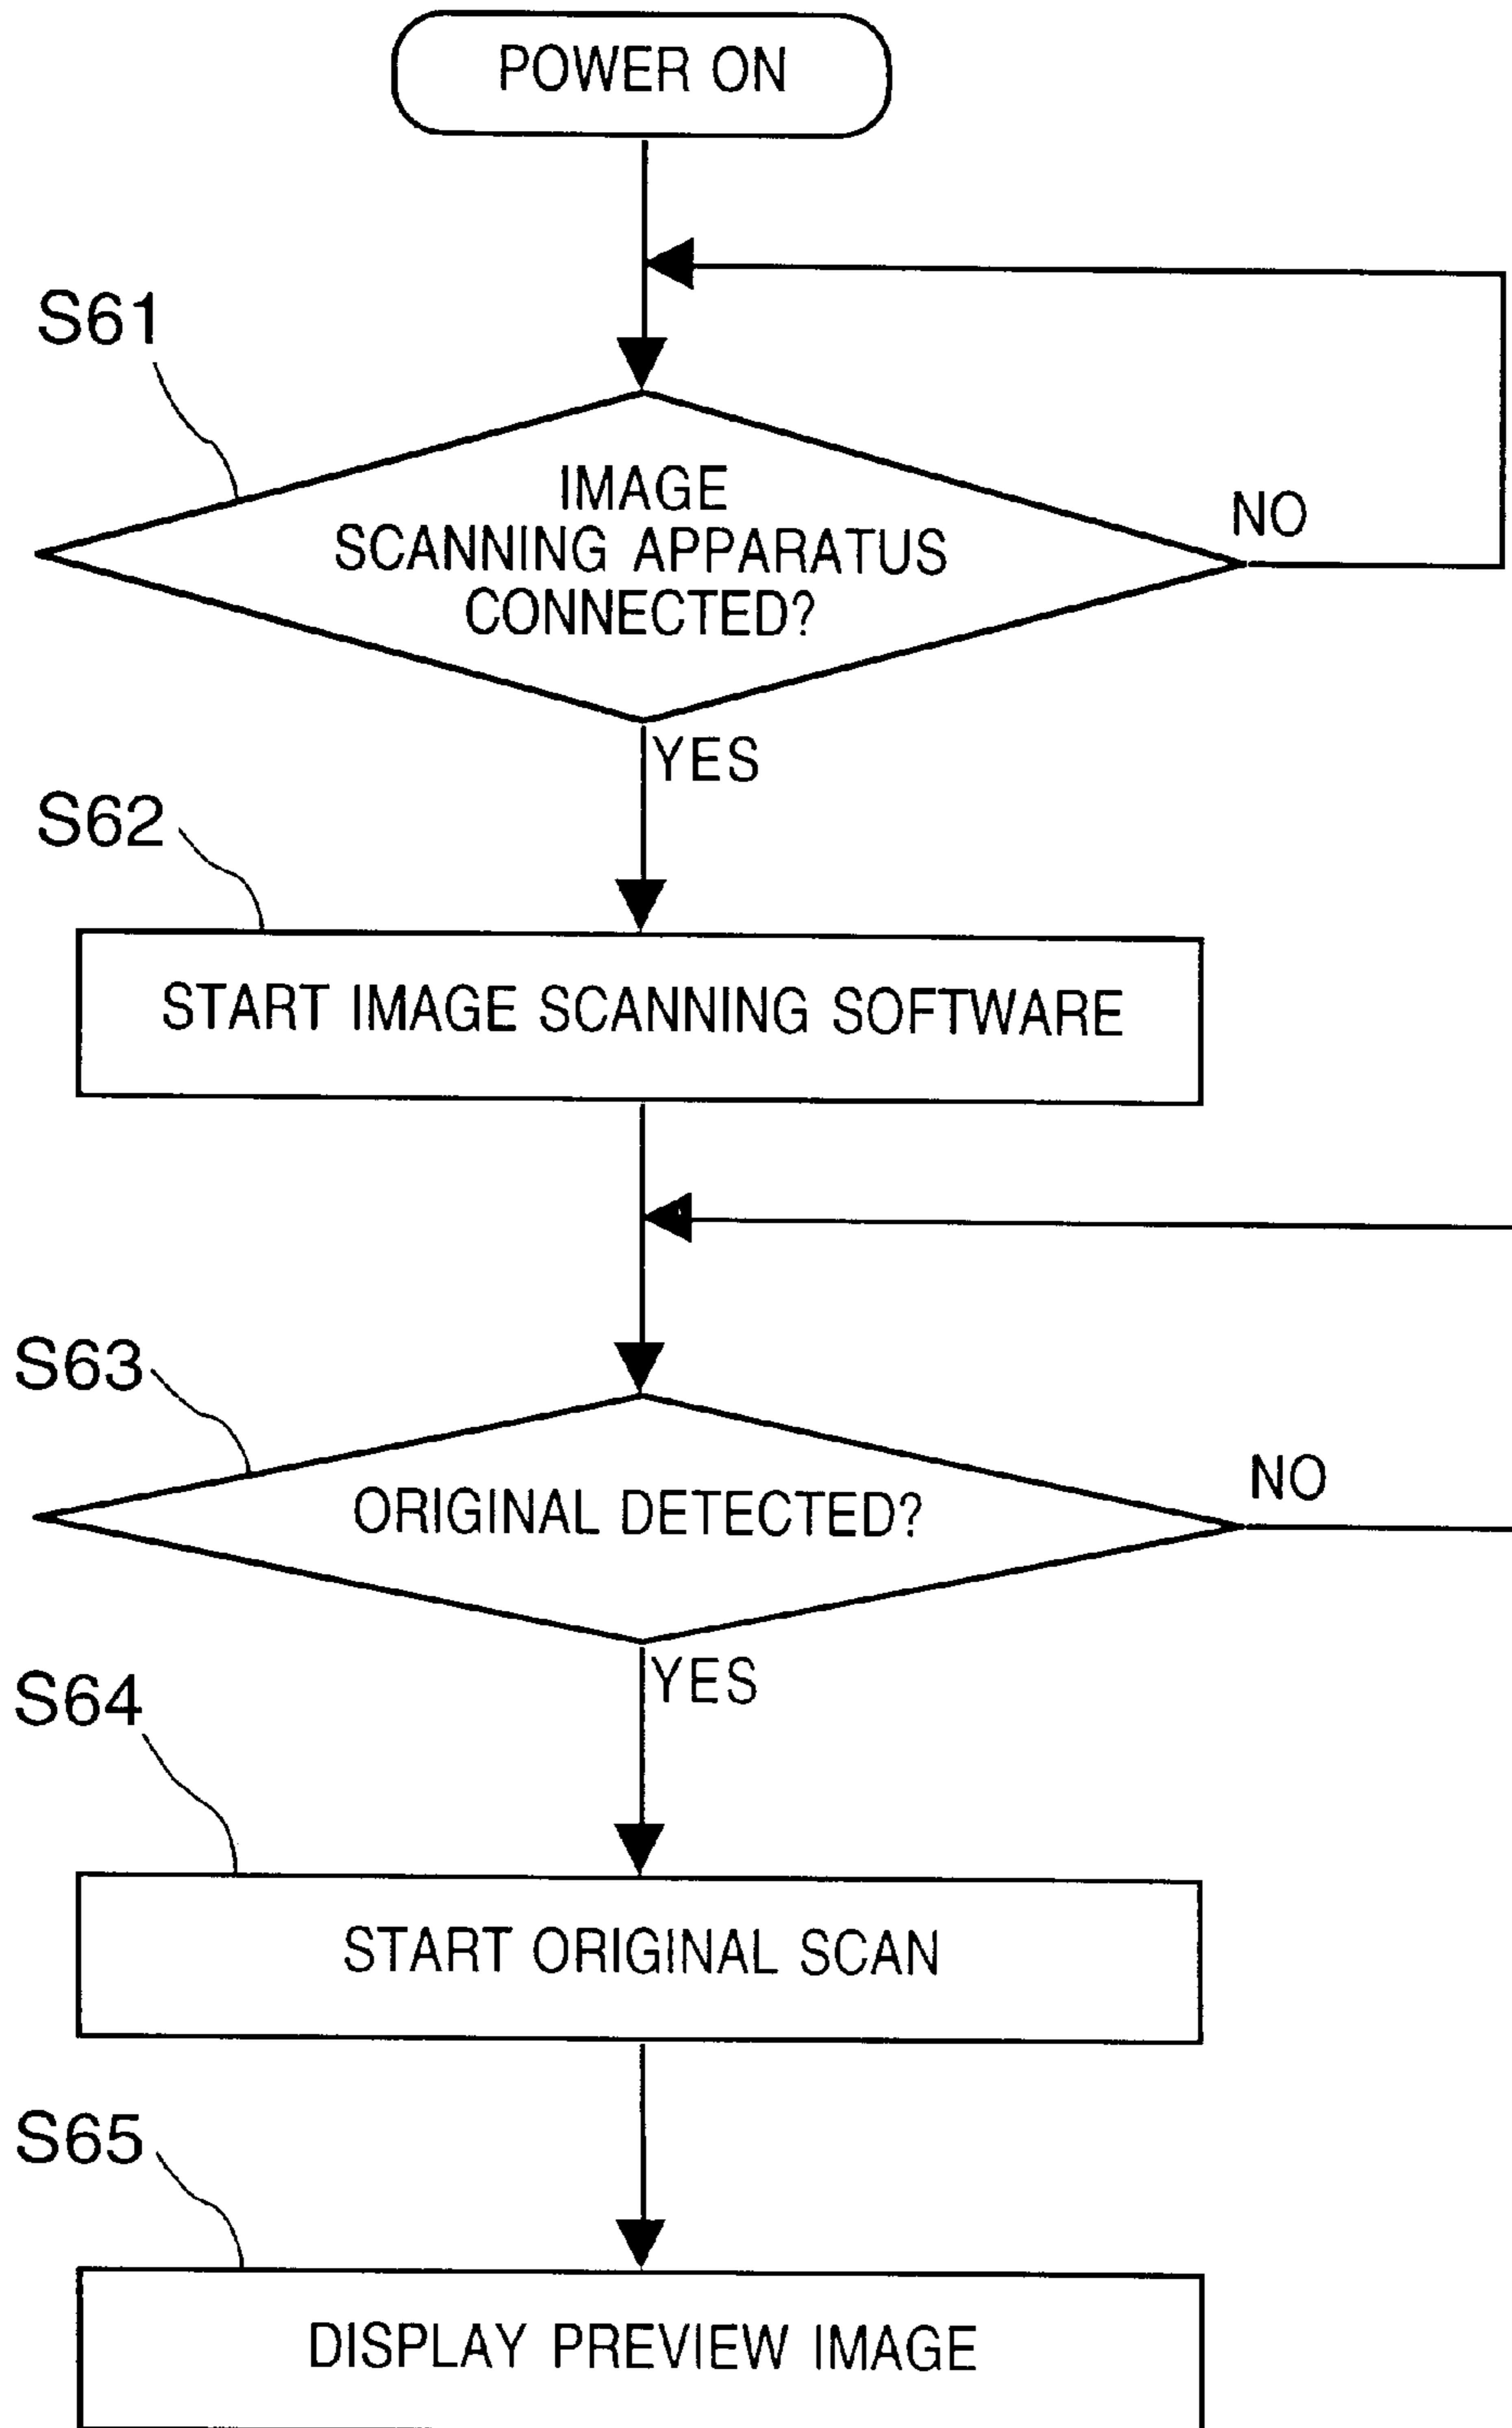 POWER ON
S61
IMAGE
SCANNING APPARATUS
CONNECTED?
NO
YES
S62
START IMAGE SCANNING SOFTWARE
S63
ORIGINAL DETECTED?
NO
YES
S64
START ORIGINAL SCAN
S65
DISPLAY PREVIEW IMAGE